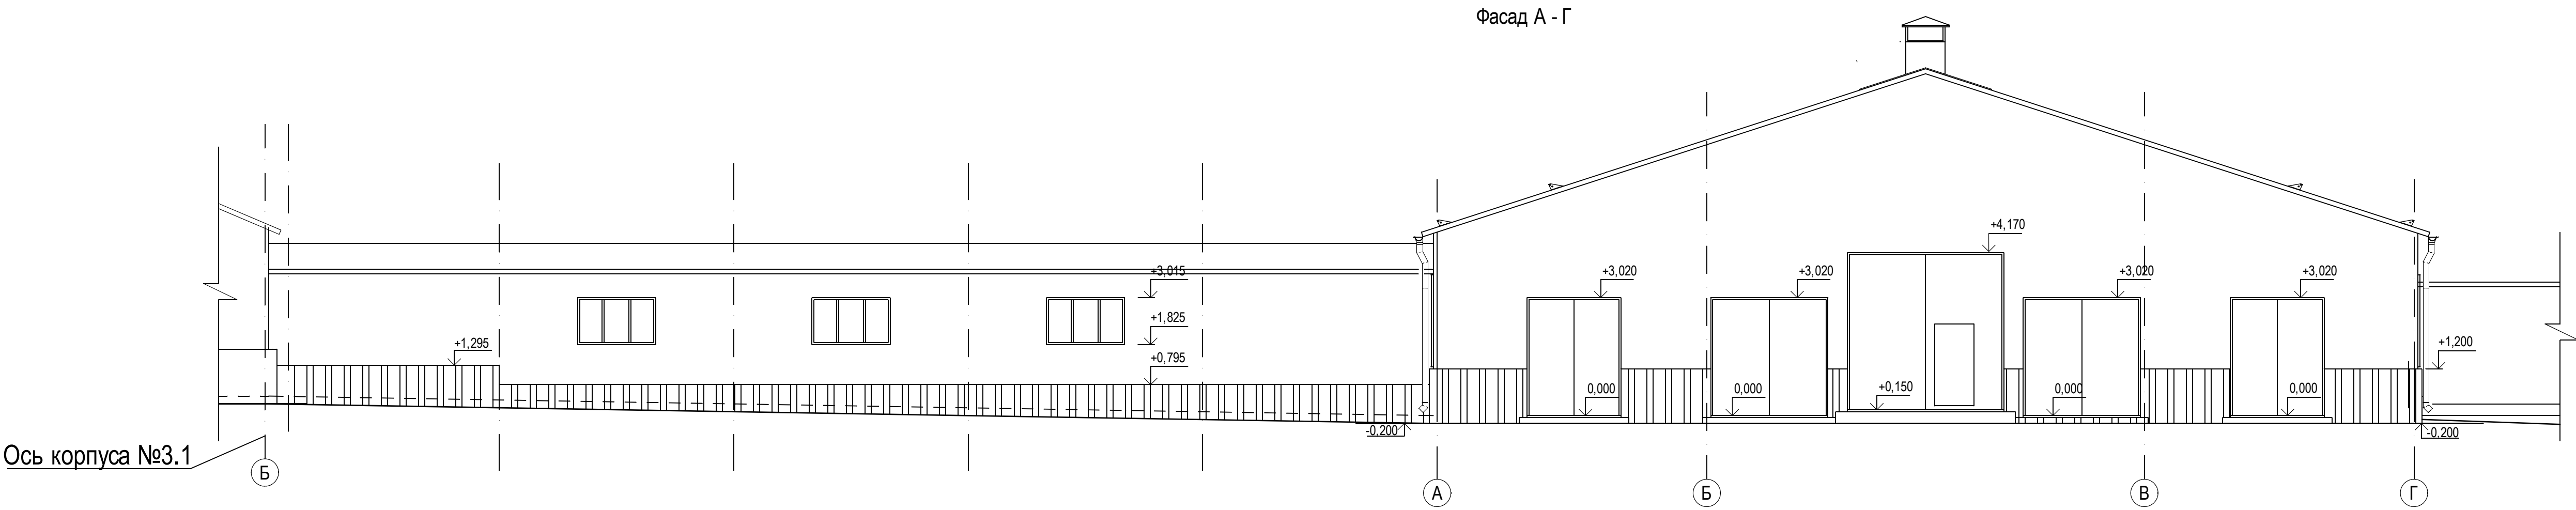 Фасад А - Г
+4,170
+3,015
+3,020
+3,020
+3,020
+3,020
+1,825
+1,295
+0,795
+1,200
0,000
0,000
+0,150
0,000
0,000
-0,200
-0,200
Ось корпуса №3.1
Б
А
Б
В
Г